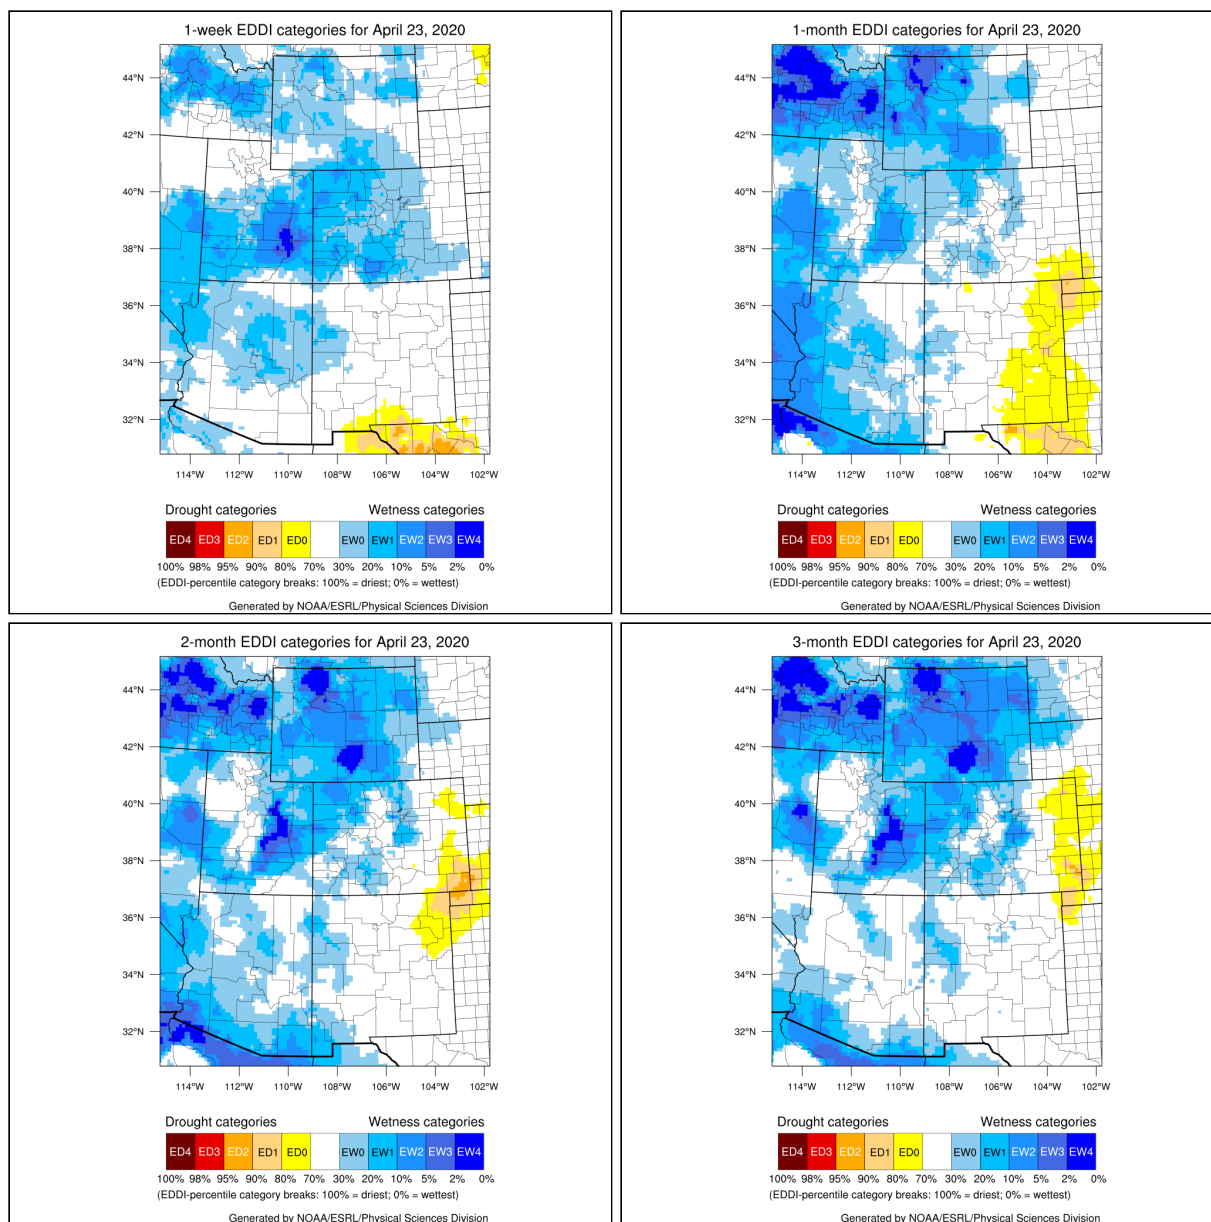 1-week EDDI categories for April 23, 2020
44°N
42°N
40°N
38°N
36°N
34°N
32°N
114°W 112°W 110°W 108°W 106°W 104°W 102°W
Drought categories Wetness categories
ED4 ED3 ED2 ED1 ED0 EW0 EW1 EW2 EW3 EW4
100% 98% 95% 90% 80% 70% 30% 20% 10% 5% 2% 0%
(EDDI-percentile category breaks: 100% = driest; 0% = wettest)
Generated by NOAA/ESRL/Physical Sciences Division
1-month EDDI categories for April 23, 2020
44°N
42°N
40°N
38°N
36°N
34°N
32°N
114°W 112°W 110°W 108°W 106°W 104°W 102°W
Drought categories Wetness categories
ED4 ED3 ED2 ED1 ED0 EW0 EW1 EW2 EW3 EW4
100% 98% 95% 90% 80% 70% 30% 20% 10% 5% 2% 0%
(EDDI-percentile category breaks: 100% = driest; 0% = wettest)
Generated by NOAA/ESRL/Physical Sciences Division
2-month EDDI categories for April 23, 2020
44°N
42°N
40°N
38°N
36°N
34°N
32°N
114°W 112°W 110°W 108°W 106°W 104°W 102°W
Drought categories Wetness categories
ED4 ED3 ED2 ED1 ED0 EW0 EW1 EW2 EW3 EW4
100% 98% 95% 90% 80% 70% 30% 20% 10% 5% 2% 0%
(EDDI-percentile category breaks: 100% = driest; 0% = wettest)
Generated by NOAA/ESRL/Physical Sciences Division
3-month EDDI categories for April 23, 2020
44°N
42°N
40°N
38°N
36°N
34°N
32°N
114°W 112°W 110°W 108°W 106°W 104°W 102°W
Drought categories Wetness categories
ED4 ED3 ED2 ED1 ED0 EW0 EW1 EW2 EW3 EW4
100% 98% 95% 90% 80% 70% 30% 20% 10% 5% 2% 0%
(EDDI-percentile category breaks: 100% = driest; 0% = wettest)
Generated by NOAA/ESRL/Physical Sciences Division